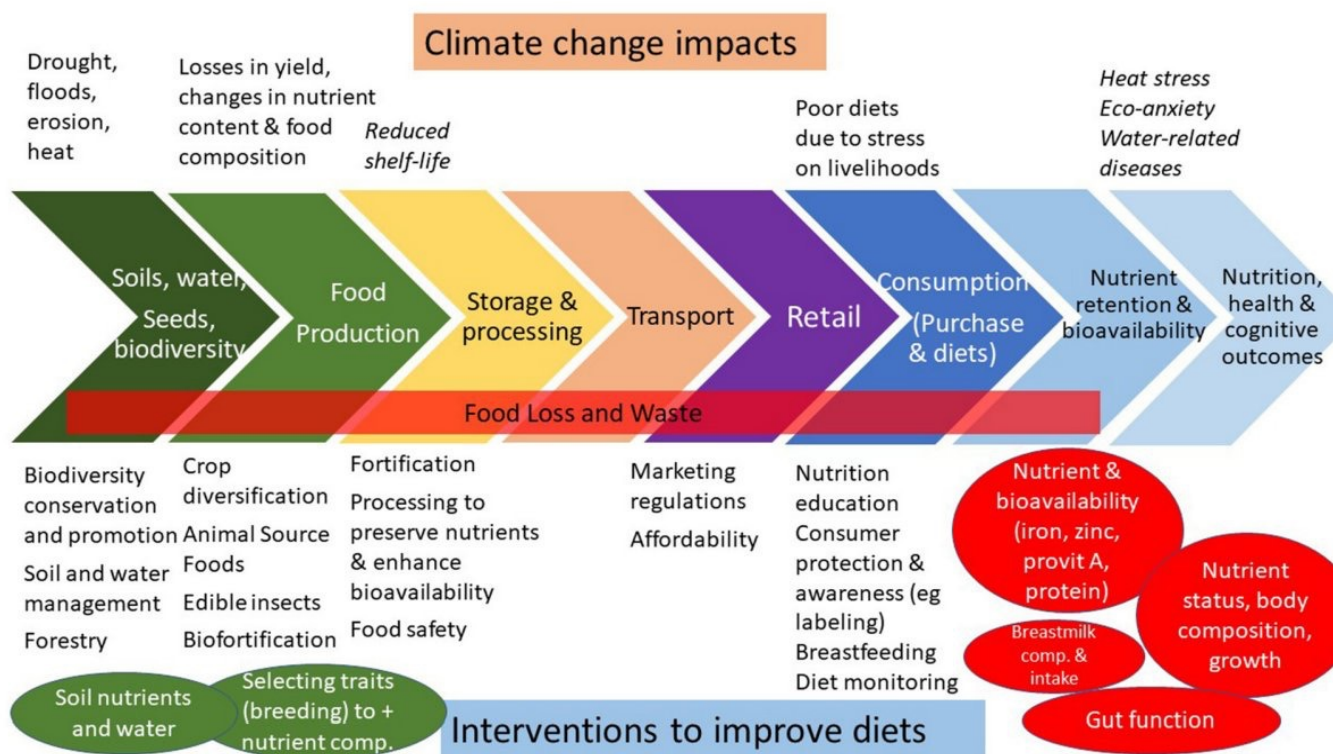 Climate change impacts
Drought,
floods,
erosion,
heat
Losses in yield,
changes in nutrient
content & food
composition
Reduced
shelf-life
Poor diets
due to stress
on livelihoods
Heat stress
Eco-anxiety
Water-related
diseases
Soils, water,
Seeds,
biodiversity
Food
Production
Storage &
processing
Transport
Retail
Consumption
(Purchase
& diets)
Nutrient
retention &
bioavailability
Nutrition,
health &
cognitive
outcomes
Food Loss and Waste
Biodiversity
conservation
and promotion
Soil and water
management
Forestry
Crop
diversification
Animal Source
Foods
Edible insects
Biofortification
Fortification
Processing to
preserve nutrients
& enhance
bioavailability
Food safety
Marketing
regulations
Affordability
Nutrition
education
Consumer
protection &
awareness (eg
labeling)
Breastfeeding
Diet monitoring
Nutrient &
bioavailability
(iron, zinc,
provit A,
protein)
Nutrient
status, body
composition,
growth
Breastmilk
comp. &
intake
Gut function
Soil nutrients
and water
Selecting traits
(breeding) to +
nutrient comp.
Interventions to improve diets